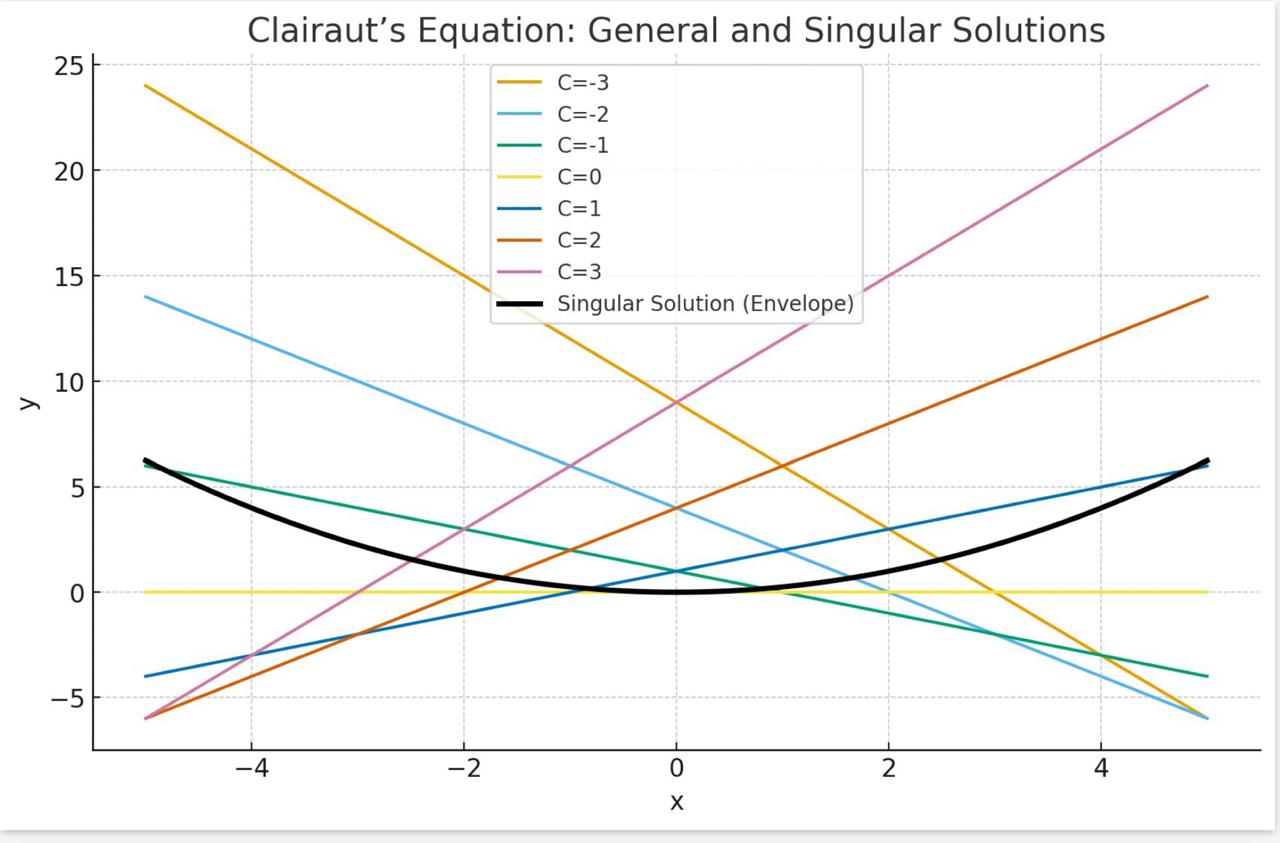 Clairaut’s Equation: General and Singular Solutions
25
20
15
10
5
0
−5
y
C=-3
C=-2
C=-1
C=0
C=1
C=2
C=3
Singular Solution (Envelope)
−4 −2 0 2 4
x